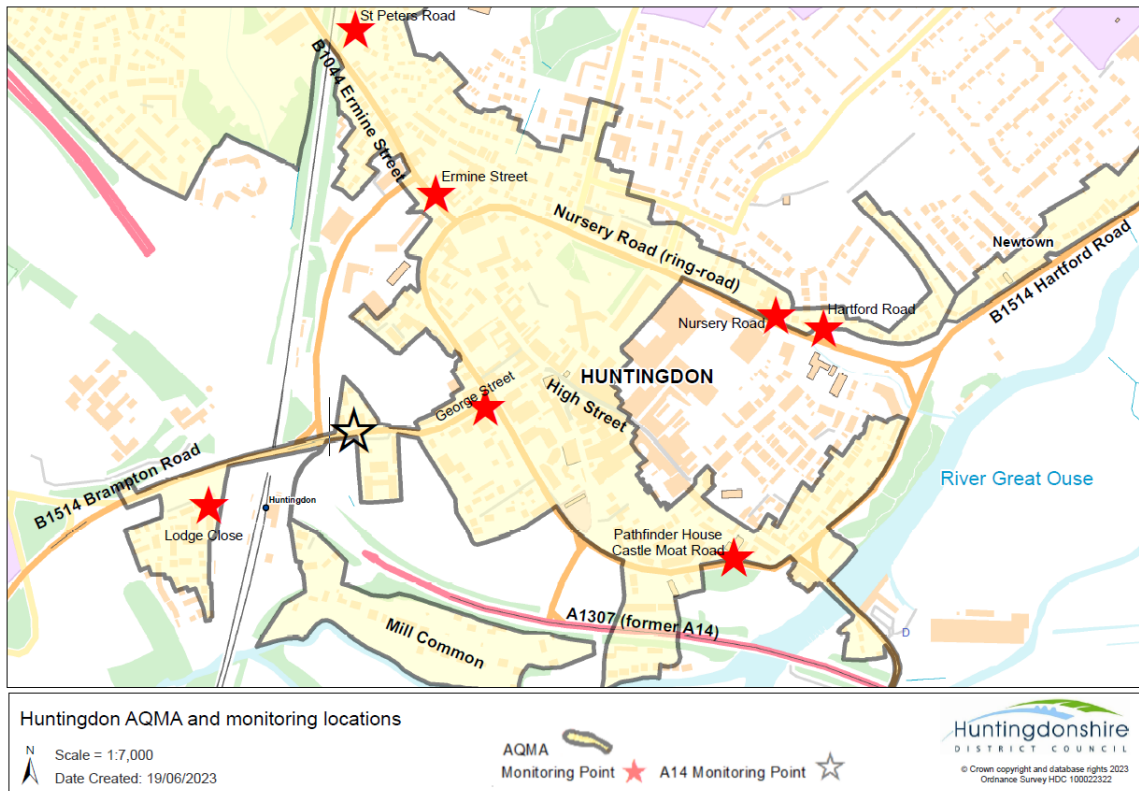 St Peters Road
B1044 Ermine Street
Ermine Street
Nursery Road (ring-road)
Newtown
B1514 Hartford Road
Hartford Road
Nursery Road
HUNTINGDON
George Street
High Street
B1514 Brampton Road
River Great Ouse
Huntingdon
Lodge Close
Pathfinder House
Castle Moat Road
A1307 (former A14)
Mill Common
D
Huntingdon AQMA and monitoring locations
N
Scale = 1:7,000
Date Created: 19/06/2023
AQMA
Monitoring Point
A14 Monitoring Point
Huntingdonshire
DISTRICT COUNCIL
© Crown copyright and database rights 2023
Ordnance Survey HDC 100022322